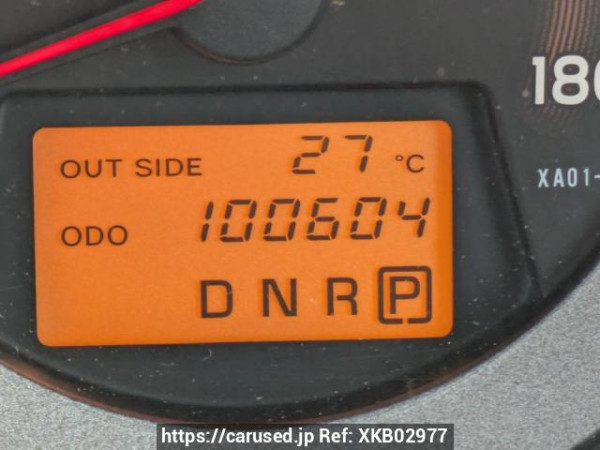 180
OUT SIDE 27 °C
XA01-
ODO 100604
D N R P
https://carused.jp Ref: XKB02977